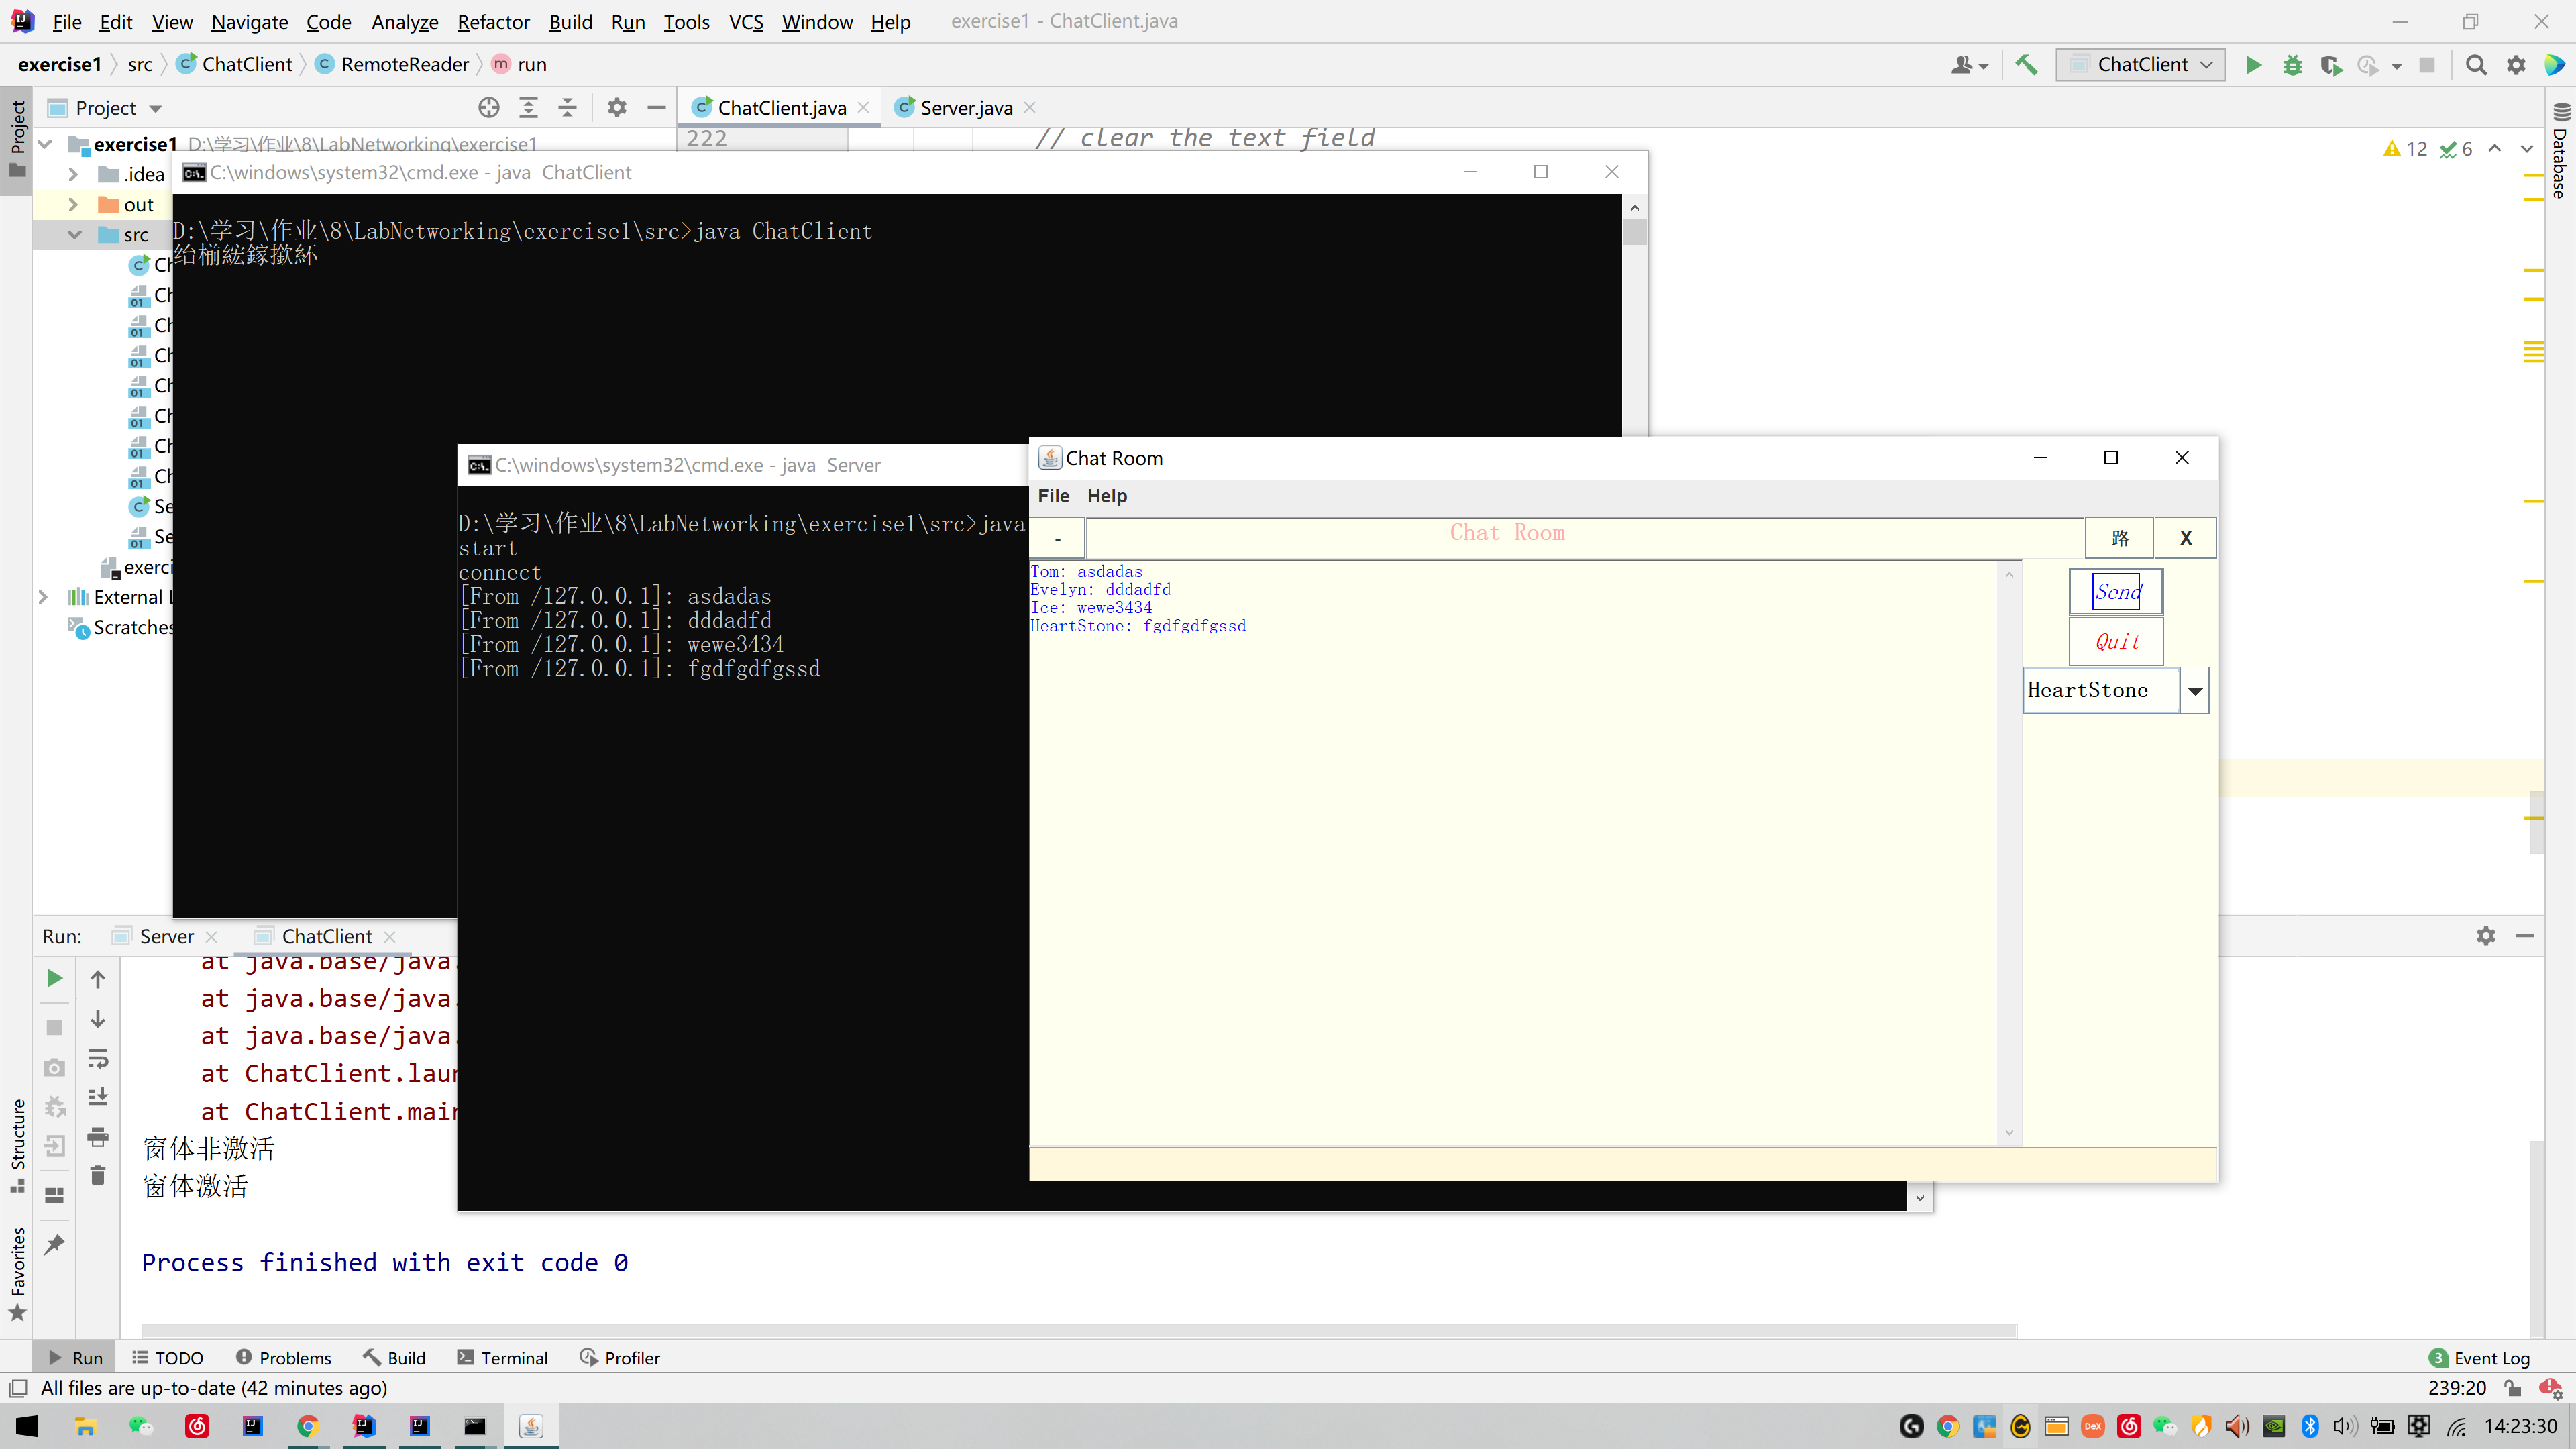 File Edit View Navigate Code Analyze Refactor Build Run Tools VCS Window Help exercise1 - ChatClient.java
exercise1 src ChatClient RemoteReader run ChatClient
Project ChatClient.java Server.java
Project
Database
exercise1 D:\学习\作业\8\LabNetworking\exercise1
222 // clear the text field
12 6
.idea
out
src
C:\windows\system32\cmd.exe - java ChatClient
D:\学习\作业\8\LabNetworking\exercise1\src>java ChatClient
Ch
Ch
Ch
Ch
Ch
Ch
Ch
Ch
Se
Se
exerci
External L
Scratches
C:\windows\system32\cmd.exe - java Server
D:\学习\作业\8\LabNetworking\exercise1\src>java
start
connect
[From /127.0.0.1]: asdadas
[From /127.0.0.1]: dddadfd
[From /127.0.0.1]: wewe3434
[From /127.0.0.1]: fgdfgdfgssd
Chat Room
File Help
- Chat Room 路 X
Tom: asdadas
Evelyn: dddadfd
Ice: wewe3434
HeartStone: fgdfgdfgssd
Send
Quit
HeartStone
Run: Server ChatClient
at java.base/java.
at java.base/java.
at java.base/java.
at ChatClient.laun
at ChatClient.main
窗体非激活
窗体激活
Process finished with exit code 0
Structure
Favorites
Run TODO Problems Build Terminal Profiler 3 Event Log
All files are up-to-date (42 minutes ago) 239:20
14:23:30